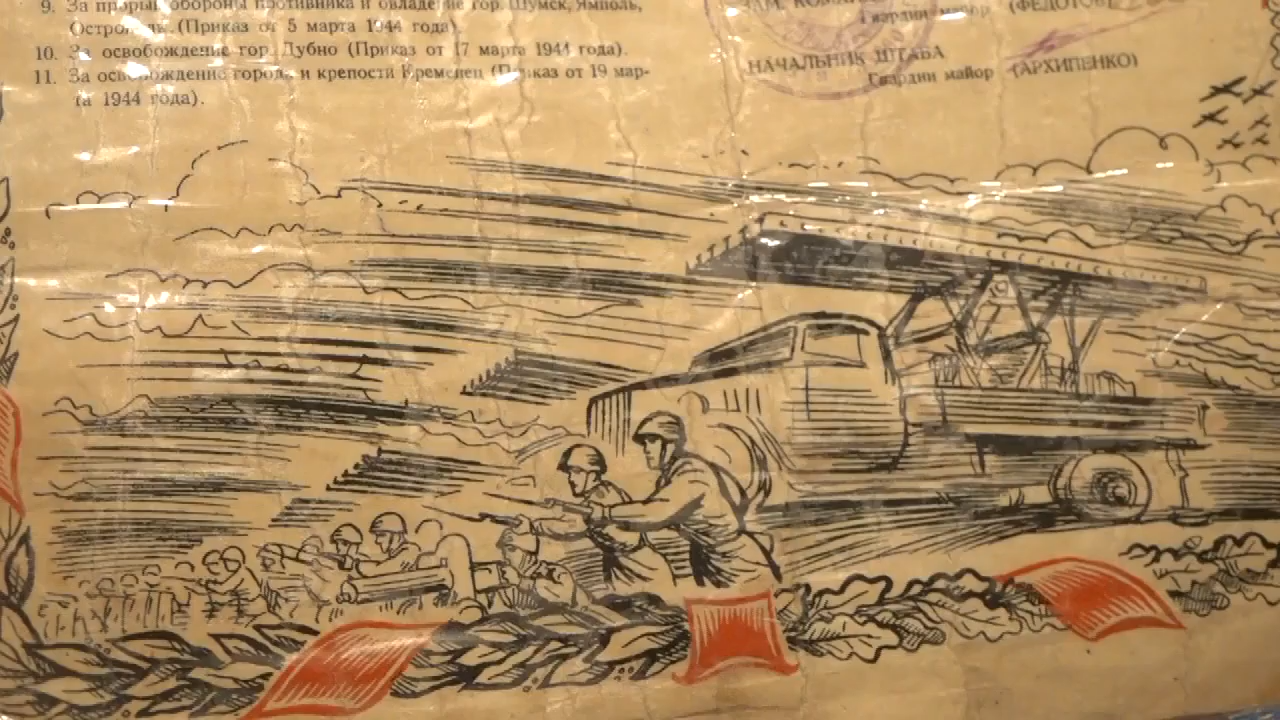 9. За прорыв обороны противника и овладение гор. Шумск, Ямполь,
(Приказ от 5 марта 1944 года).
10. За освобождение гор. Дубно (Приказ от 17 марта 1944 года).
11. За освобождение города и крепости Кременец (Приказ от 19 мар-
та 1944 года).
Гвардии майор (ФЕДОТОВ)
НАЧАЛЬНИК ШТАБА
Гвардии майор (АРХИПЕНКО)